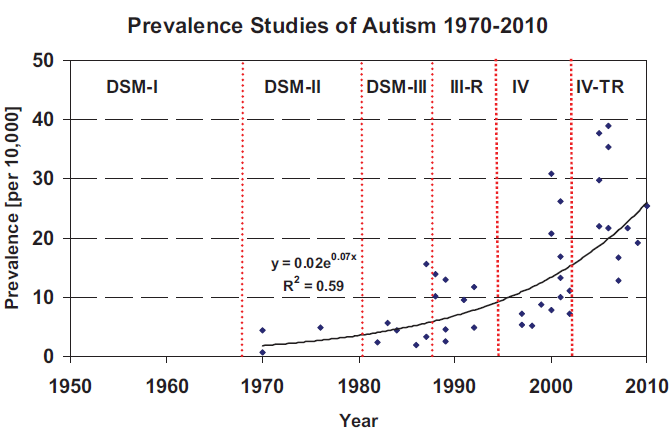 Prevalence Studies of Autism 1970-2010
50
DSM-I DSM-II DSM-III III-R IV IV-TR
40
30
20
y = 0.02e^0.07x
R² = 0.59
10
0
1950 1960 1970 1980 1990 2000 2010
Year
Prevalence [per 10,000]